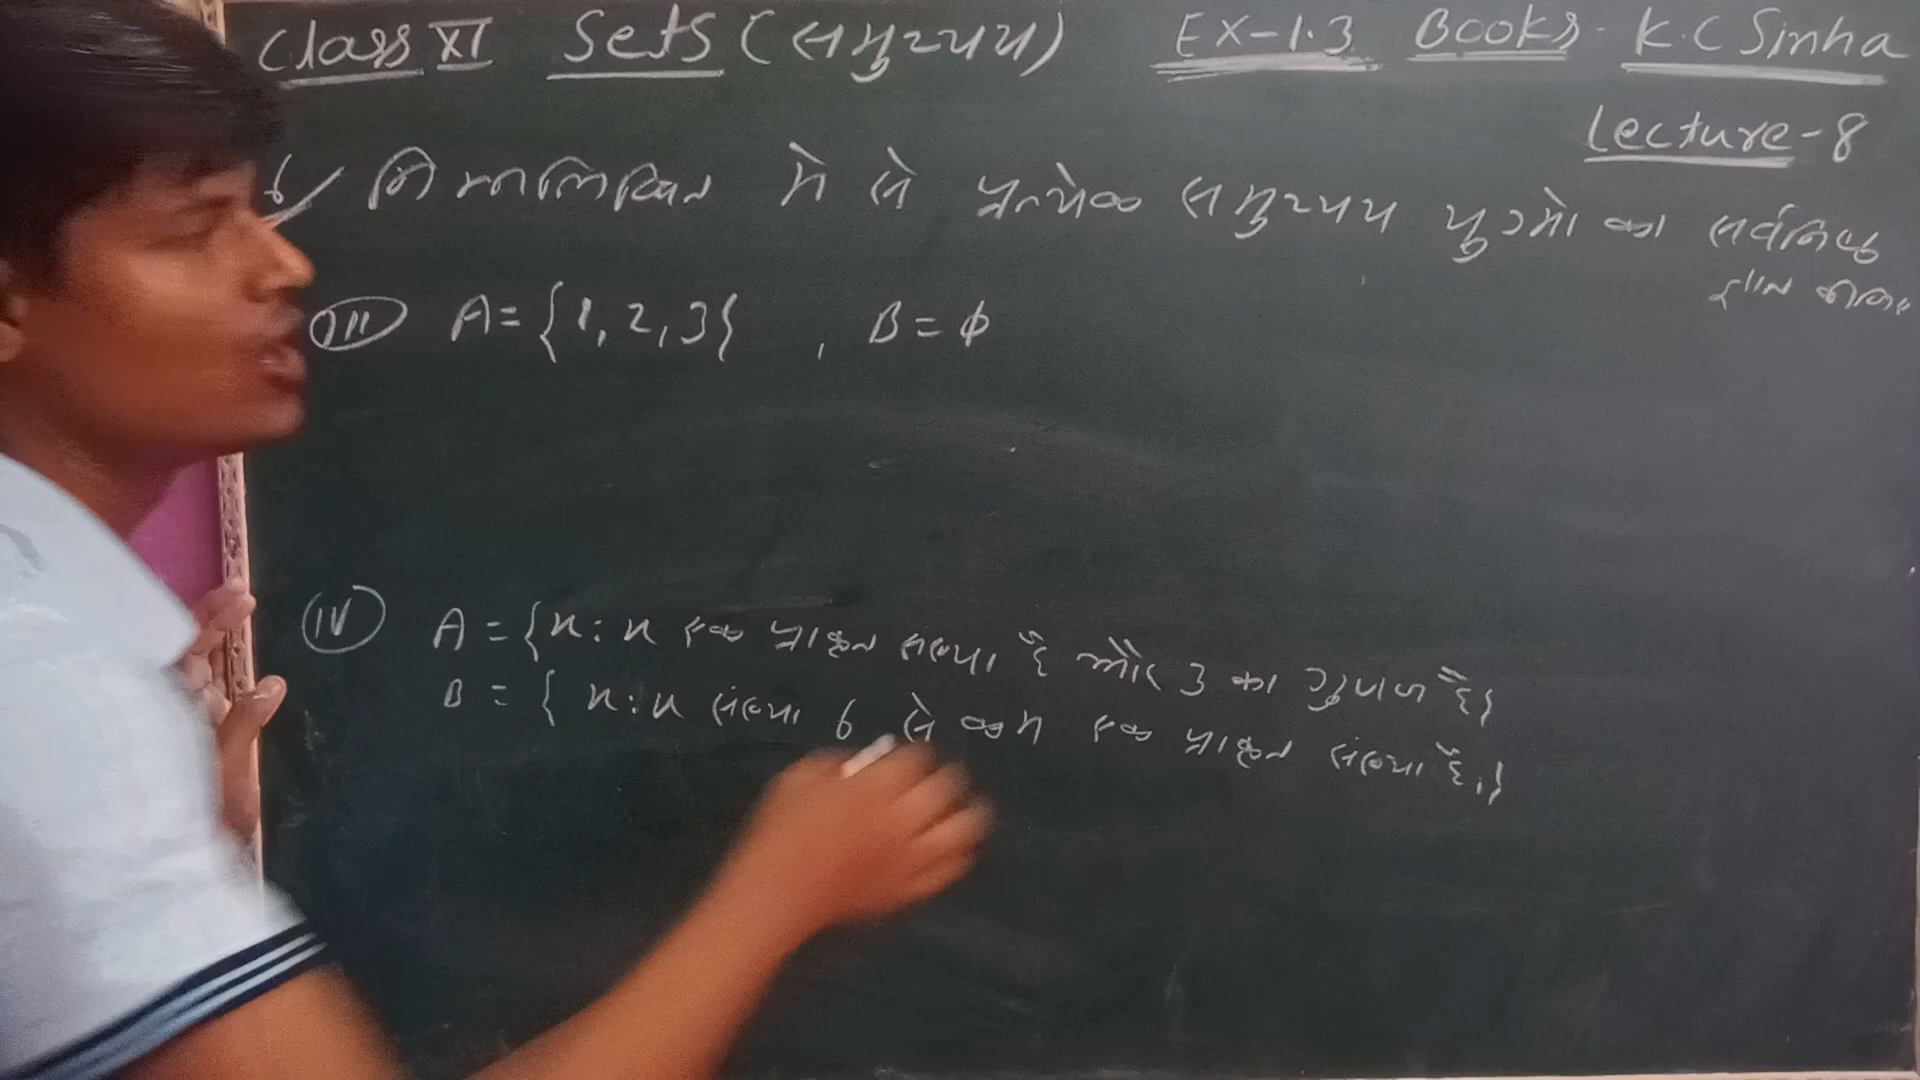 Class XI Sets (समुच्चय) EX-1.3 Books- K.C Sinha
Lecture-8
6 निम्नलिखित में से प्रत्येक समुच्चय युग्मो का सर्वनिष्ठ
ज्ञात कीजिए
III A = {1, 2, 3} , B = ϕ
IV A = {x : x एक प्राकृत संख्या है और 3 का गुणज है}
B = { x : x संख्या 6 से कम एक प्राकृत संख्या है।}